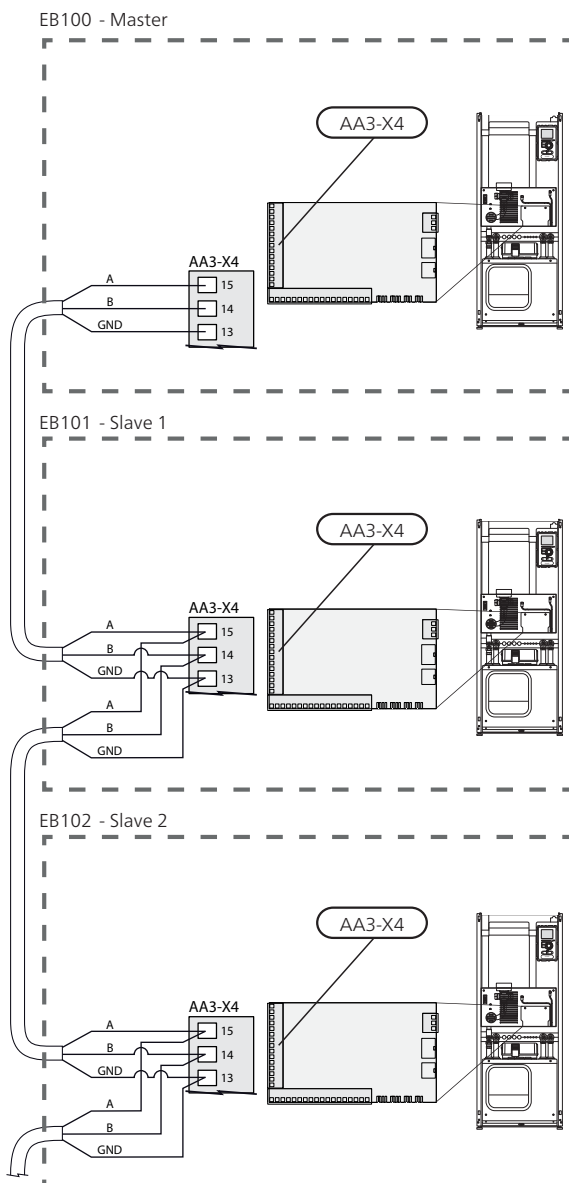 EB100 - Master
AA3-X4
AA3-X4
A
15
B
14
GND
13
EB101 - Slave 1
AA3-X4
AA3-X4
A
15
B
14
GND
13
A
B
GND
EB102 - Slave 2
AA3-X4
AA3-X4
A
15
B
14
GND
13
A
B
GND